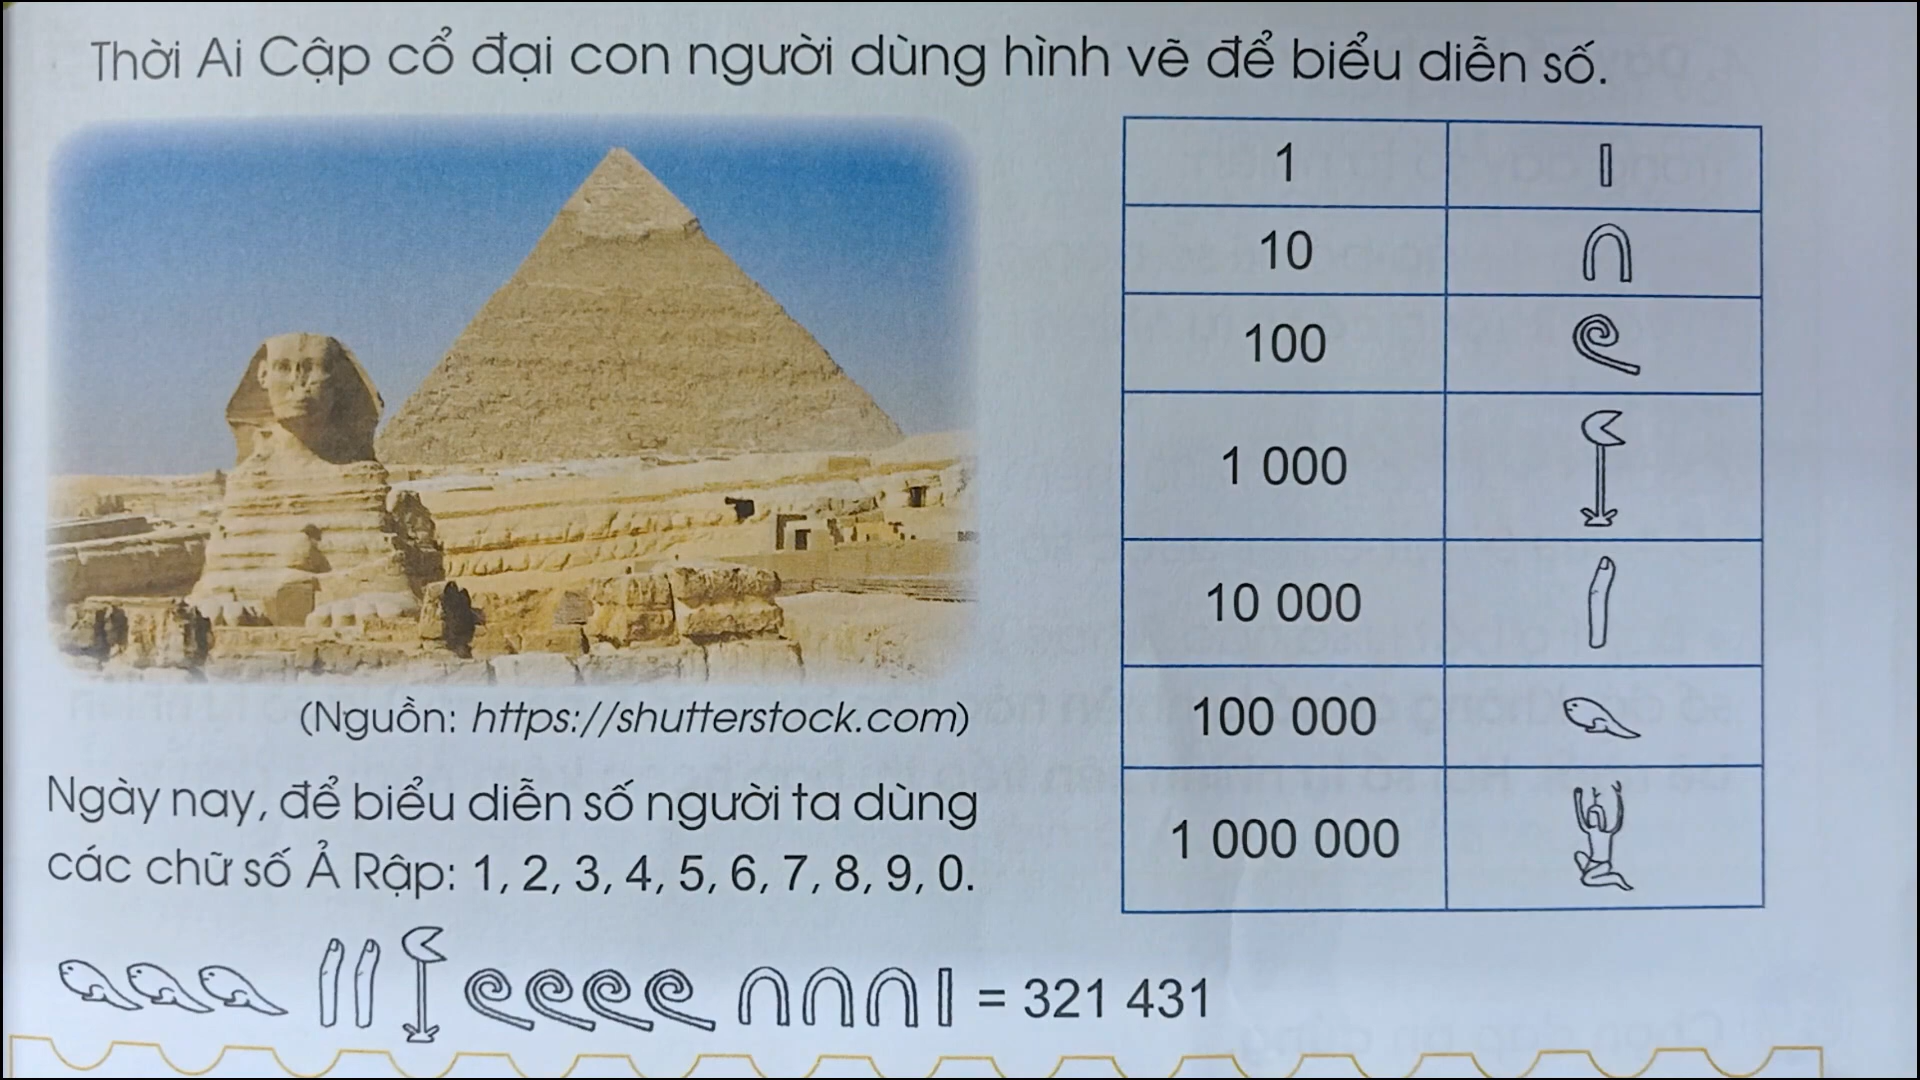 Thời Ai Cập cổ đại con người dùng hình vẽ để biểu diễn số.
1
10
100
1 000
10 000
100 000
1 000 000
(Nguồn: https://shutterstock.com)
Ngày nay, để biểu diễn số người ta dùng
các chữ số Ả Rập: 1, 2, 3, 4, 5, 6, 7, 8, 9, 0.
= 321 431